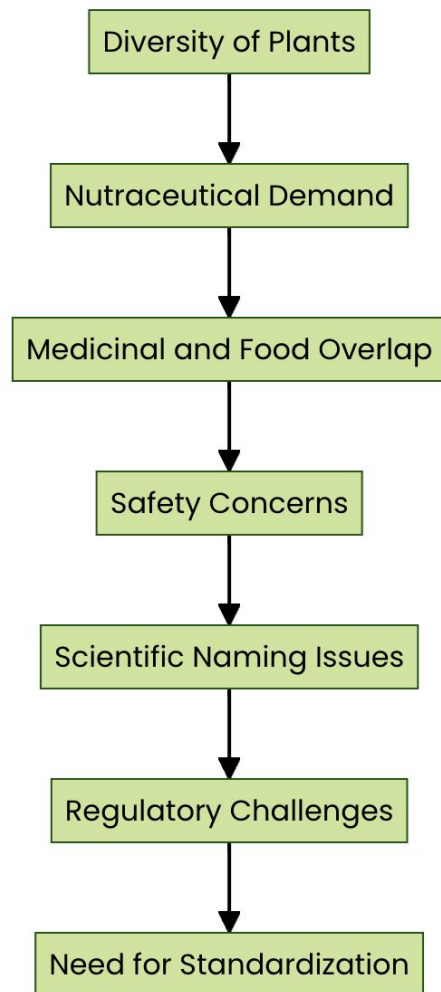 Diversity of Plants
Nutraceutical Demand
Medicinal and Food Overlap
Safety Concerns
Scientific Naming Issues
Regulatory Challenges
Need for Standardization